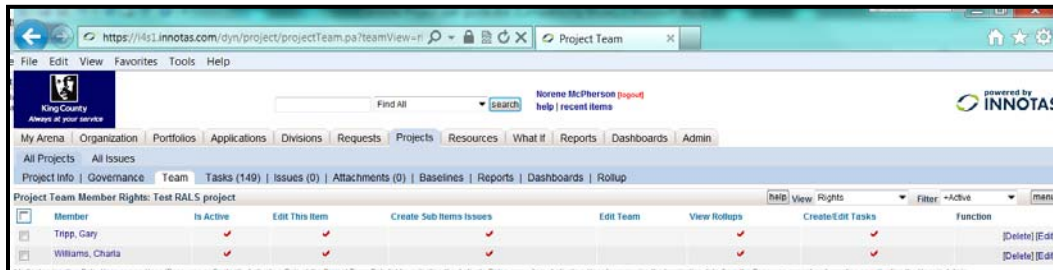 https://i4s1.innotas.com/dyn/project/projectTeam.pa?teamView=r Project Team
File Edit View Favorites Tools Help
King County
Always at your service
Find All search
Norene McPherson [logout]
help | recent items
powered by
INNOTAS
My Arena Organization Portfolios Applications Divisions Requests Projects Resources What If Reports Dashboards Admin
All Projects All Issues
Project Info | Governance Team Tasks (149) | Issues (0) | Attachments (0) | Baselines | Reports | Dashboards | Rollup
Project Team Member Rights: Test RALS project help View Rights Filter +Active menu
Member Is Active Edit This Item Create Sub Items Issues Edit Team View Rollups Create/Edit Tasks Function
Tripp, Gary [Delete] [Edit
Williams, Charla [Delete] [Edit